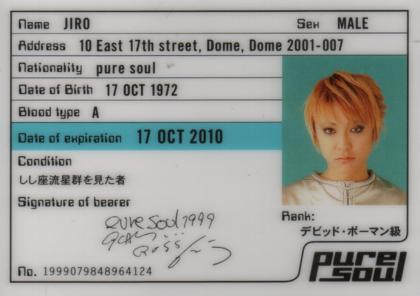 Name JIRO Sex MALE
Address 10 East 17th street, Dome, Dome 2001-007
Nationality pure soul
Date of Birth 17 OCT 1972
Blood type A
Date of expiration 17 OCT 2010
Condition
しし座流星群を見た者
Signature of bearer
pure soul 1999
Rank:
デビッド・ボーマン級
No. 1999079848964124
pure soul